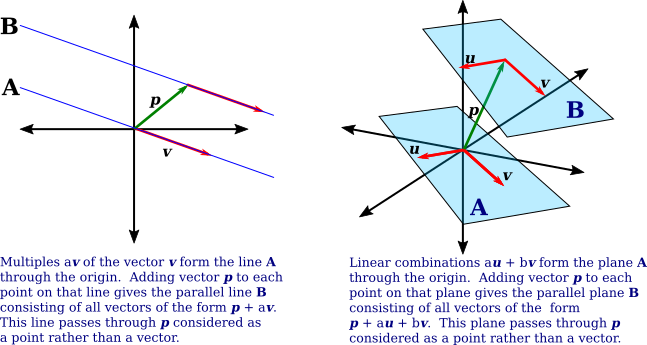 B
A
p
v
u
v
B
p
u
v
A
Multiples av of the vector v form the line A
through the origin.  Adding vector p to each
point on that line gives the parallel line B
consisting of all vectors of the form p + av.
This line passes through p considered as
a point rather than a vector.
Linear combinations au + bv form the plane A
through the origin.  Adding vector p to each
point on that plane gives the parallel plane B
consisting of all vectors of the  form
p + au + bv.  This plane passes through p
considered as a point rather than a vector.